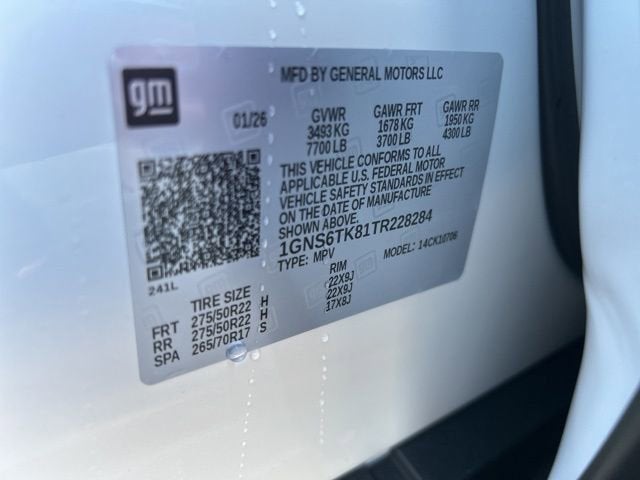 gm
MFD BY GENERAL MOTORS LLC
01/26 GVWR GAWR FRT GAWR RR
3493 KG 1678 KG 1950 KG
7700 LB 3700 LB 4300 LB
THIS VEHICLE CONFORMS TO ALL
APPLICABLE U.S. FEDERAL MOTOR
VEHICLE SAFETY STANDARDS IN EFFECT
ON THE DATE OF MANUFACTURE
SHOWN ABOVE.
1GNS6TK81TR228284
TYPE: MPV MODEL: 14CK10706
241L
TIRE SIZE RIM
FRT 275/50R22 H 22X9J
RR 275/50R22 H 22X9J
SPA 265/70R17 S 17X8J